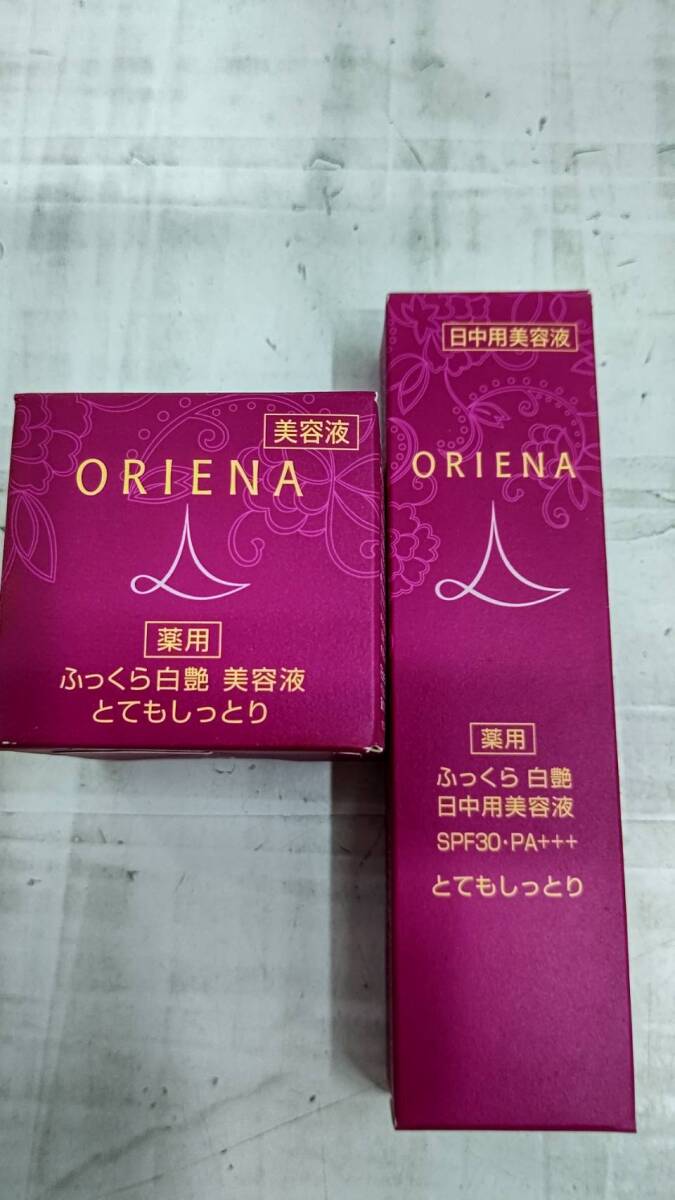 美容液
ORIENA
薬用
ふっくら白艶 美容液
とてもしっとり
日中用美容液
ORIENA
薬用
ふっくら 白艶
日中用美容液
SPF30・PA+++
とてもしっとり